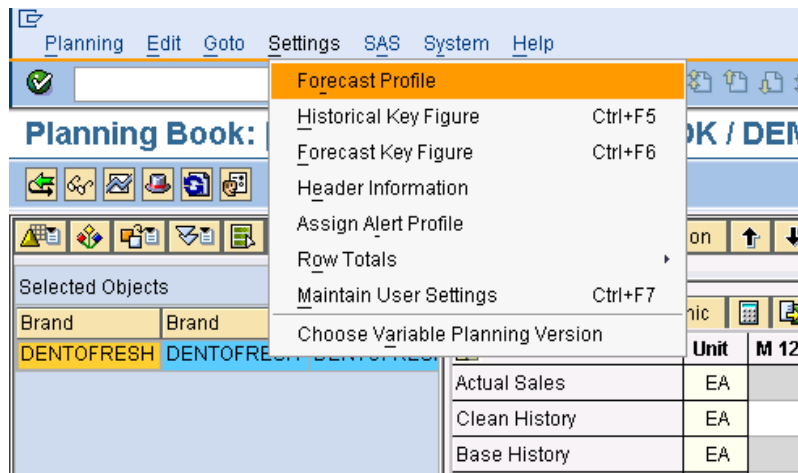 Planning Edit Goto Settings SAS System Help
Forecast Profile
Historical Key Figure Ctrl+F5
Forecast Key Figure Ctrl+F6
Header Information
Assign Alert Profile
Row Totals
Maintain User Settings Ctrl+F7
Choose Variable Planning Version
Planning Book: OK / DEM
on
Selected Objects
nic
Brand Brand
Unit M 12
DENTOFRESH DENTOFRESH
Actual Sales EA
Clean History EA
Base History EA